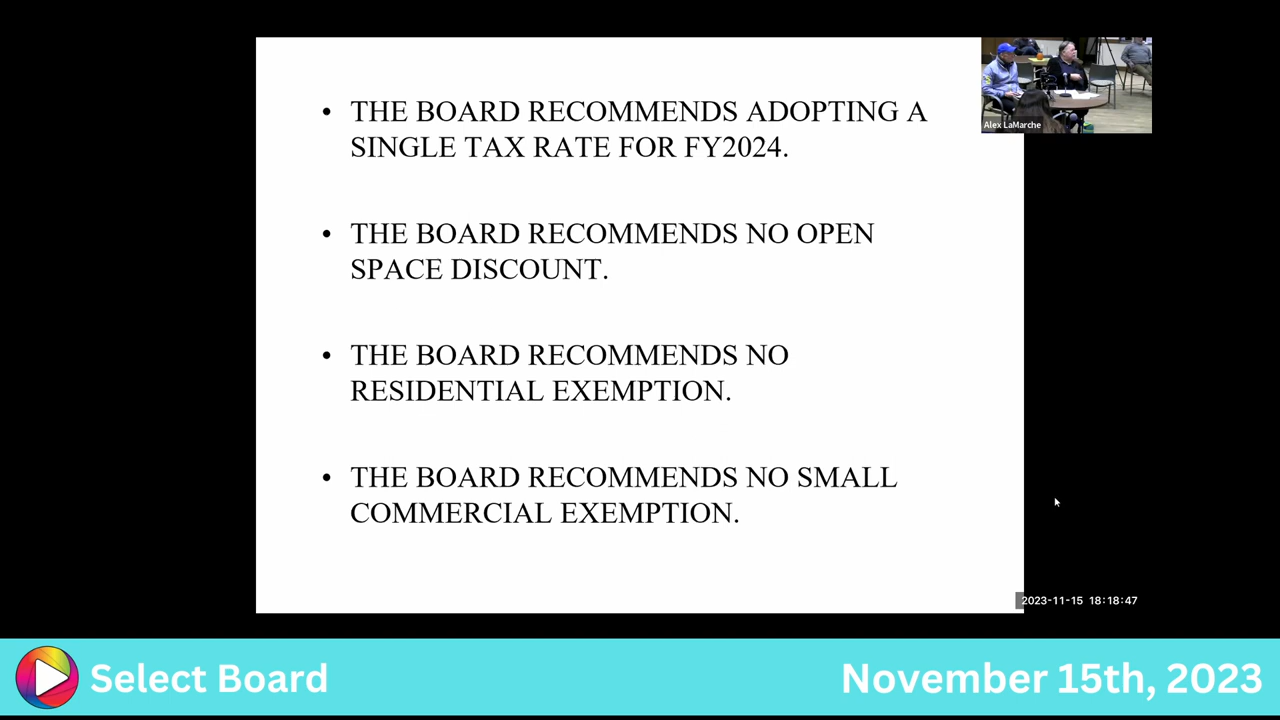 • THE BOARD RECOMMENDS ADOPTING A
SINGLE TAX RATE FOR FY2024.
• THE BOARD RECOMMENDS NO OPEN
SPACE DISCOUNT.
• THE BOARD RECOMMENDS NO
RESIDENTIAL EXEMPTION.
• THE BOARD RECOMMENDS NO SMALL
COMMERCIAL EXEMPTION.
Alex LaMarche
2023-11-15 18:18:47
Select Board
November 15th, 2023